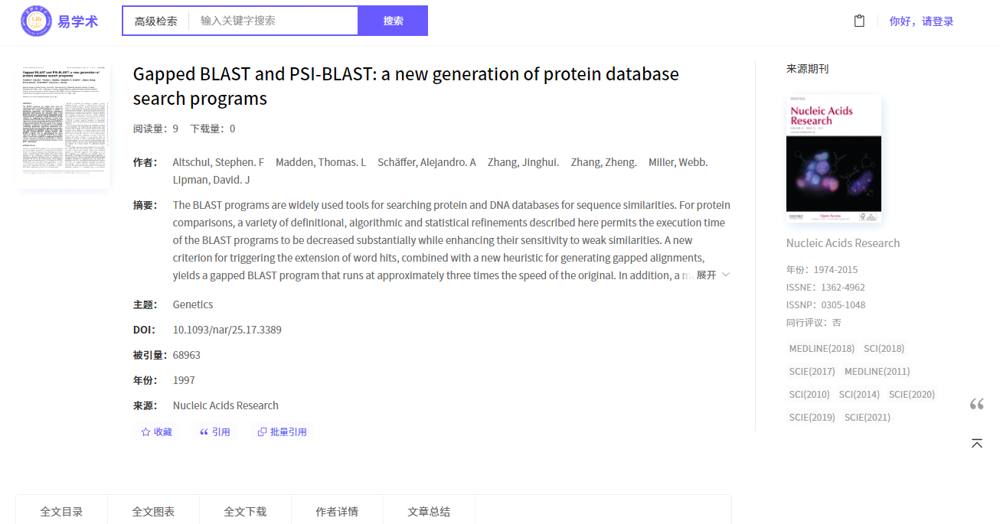 易学术
高级检索 输入关键字搜索 搜索
你好，请登录
Gapped BLAST and PSI-BLAST: a new generation of protein database
search programs
阅读量：9 下载量：0
作者： Altschul, Stephen. F Madden, Thomas. L Schäffer, Alejandro. A Zhang, Jinghui. Zhang, Zheng. Miller, Webb.
Lipman, David. J
摘要： The BLAST programs are widely used tools for searching protein and DNA databases for sequence similarities. For protein
comparisons, a variety of definitional, algorithmic and statistical refinements described here permits the execution time
of the BLAST programs to be decreased substantially while enhancing their sensitivity to weak similarities. A new
criterion for triggering the extension of word hits, combined with a new heuristic for generating gapped alignments,
yields a gapped BLAST program that runs at approximately three times the speed of the original. In addition, a 展开
主题： Genetics
DOI： 10.1093/nar/25.17.3389
被引量： 68963
年份： 1997
来源： Nucleic Acids Research
收藏 引用 批量引用
全文目录 全文图表 全文下载 作者详情 文章总结
来源期刊
Nucleic Acids
Research
Open Access
Nucleic Acids Research
年份：1974-2015
ISSNE：1362-4962
ISSNP：0305-1048
同行评议：否
MEDLINE(2018) SCI(2018)
SCIE(2017) MEDLINE(2011)
SCI(2010) SCI(2014) SCIE(2020)
SCIE(2019) SCIE(2021)